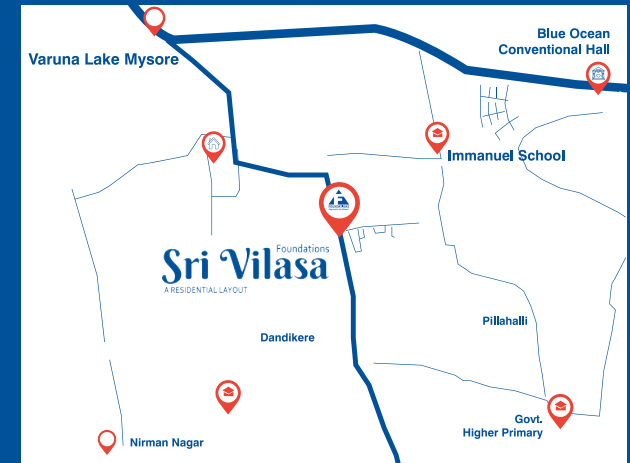 Blue Ocean
Conventional Hall
Varuna Lake Mysore
Immanuel School
Foundations
Sri Vilasa
A RESIDENTIAL LAYOUT
Pillahalli
Dandikere
Govt.
Higher Primary
Nirman Nagar